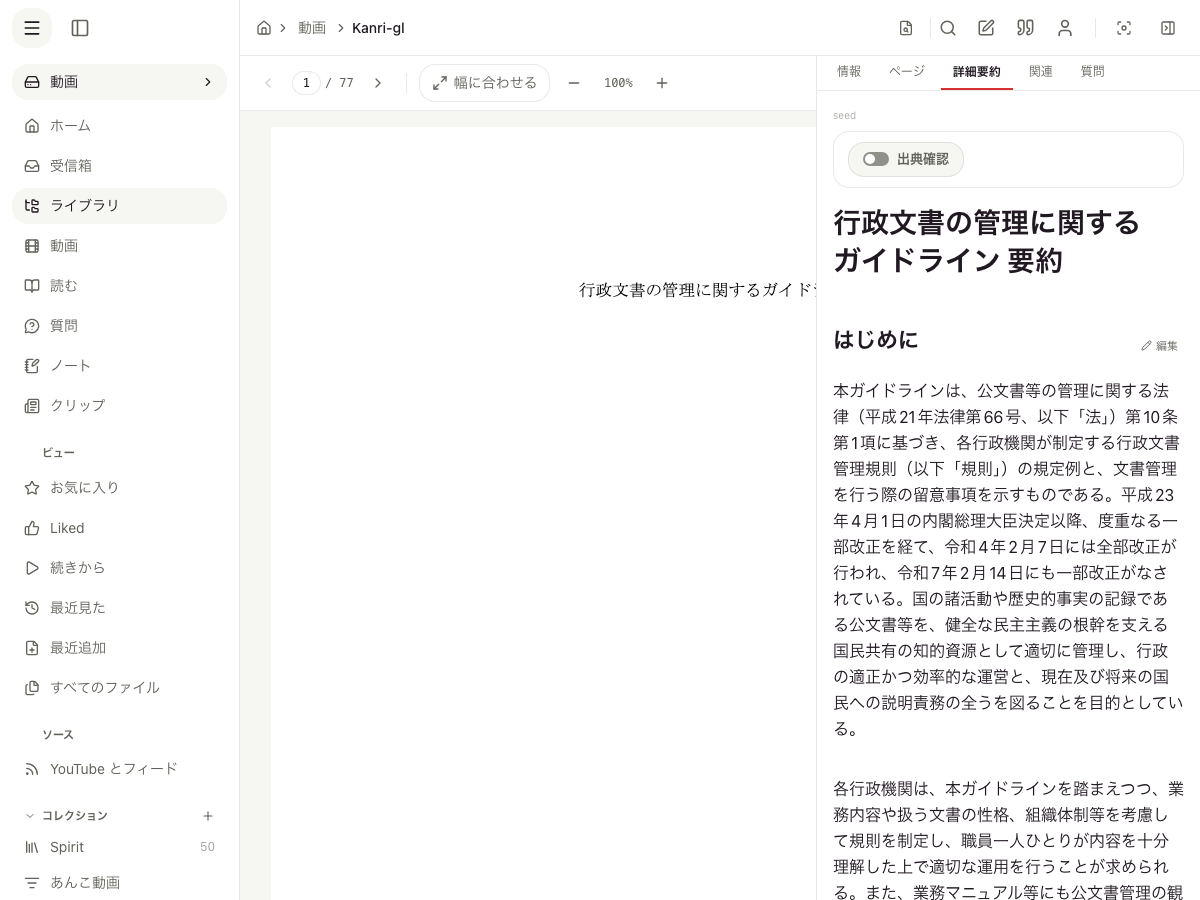 動画
ホーム
受信箱
ライブラリ
動画
読む
質問
ノート
クリップ
ビュー
お気に入り
Liked
続きから
最近見た
最近追加
すべてのファイル
ソース
YouTube とフィード
コレクション
Spirit 50
あんこ動画
動画 Kanri-gl
1 / 77 幅に合わせる 100%
行政文書の管理に関するガイド
情報 ページ 詳細要約 関連 質問
seed
出典確認
行政文書の管理に関する
ガイドライン 要約
はじめに
編集
本ガイドラインは、公文書等の管理に関する法
律（平成21年法律第66号、以下「法」）第10条
第1項に基づき、各行政機関が制定する行政文書
管理規則（以下「規則」）の規定例と、文書管理
を行う際の留意事項を示すものである。平成23
年4月1日の内閣総理大臣決定以降、度重なる一
部改正を経て、令和4年2月7日には全部改正が
行われ、令和7年2月14日にも一部改正がなさ
れている。国の諸活動や歴史的事実の記録であ
る公文書等を、健全な民主主義の根幹を支える
国民共有の知的資源として適切に管理し、行政
の適正かつ効率的な運営と、現在及び将来の国
民への説明責務の全うを図ることを目的としてい
る。
各行政機関は、本ガイドラインを踏まえつつ、業
務内容や扱う文書の性格、組織体制等を考慮し
て規則を制定し、職員一人ひとりが内容を十分
理解した上で適切な運用を行うことが求められ
る。また、業務マニュアル等にも公文書管理の観